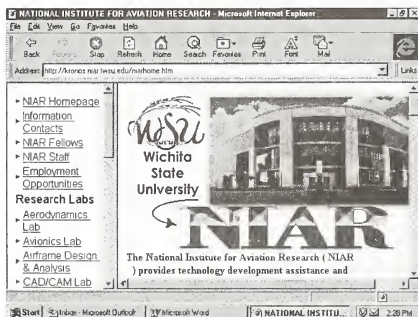 NATIONAL INSTITUTE FOR AVIATION RESEARCH - Microsoft Internet Explorer
File Edit View Go Favorites Help
Back Forward Stop Refresh Home Search Favorites Print Font Mail
Address http://kronos.niar.twsu.edu/niarhome.htm Links
NIAR Homepage
Information
Contacts
NIAR Fellows
NIAR Staff
Employment
Opportunities
Research Labs
Aerodynamics
Lab
Avionics Lab
Airframe Design
& Analysis
CAD/CAM Lab
WSU
Wichita
State
University
NIAR
The National Institute for Aviation Research ( NIAR
) provides technology development assistance and
Start Inbox - Microsoft Outlook Microsoft Word NATIONAL INSTITU... 2:28 PM